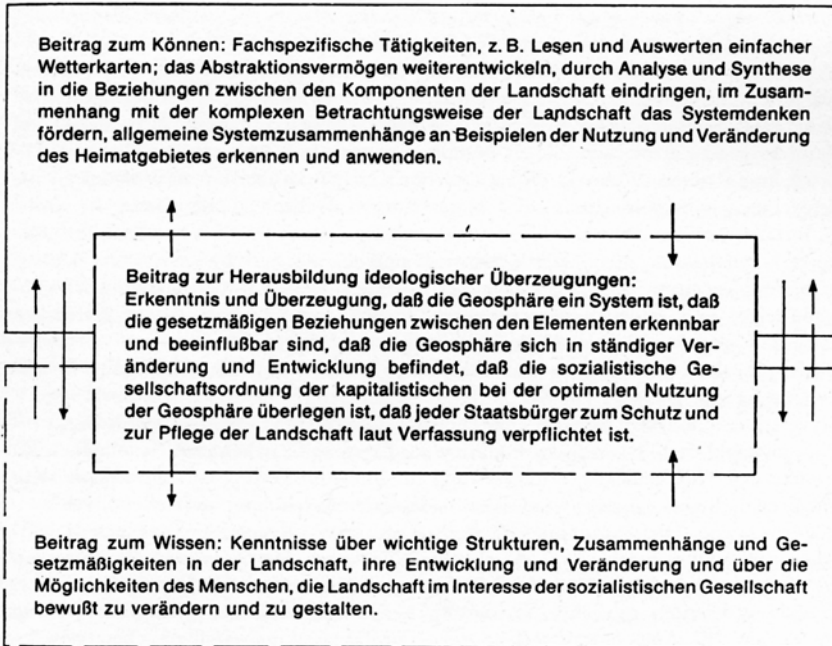 Beitrag zum Können: Fachspezifische Tätigkeiten, z. B. Lesen und Auswerten einfacher
Wetterkarten; das Abstraktionsvermögen weiterentwickeln, durch Analyse und Synthese
in die Beziehungen zwischen den Komponenten der Landschaft eindringen, im Zusam-
menhang mit der komplexen Betrachtungsweise der Landschaft das Systemdenken
fördern, allgemeine Systemzusammenhänge an Beispielen der Nutzung und Veränderung
des Heimatgebietes erkennen und anwenden.
Beitrag zur Herausbildung ideologischer Überzeugungen:
Erkenntnis und Überzeugung, daß die Geosphäre ein System ist, daß
die gesetzmäßigen Beziehungen zwischen den Elementen erkennbar
und beeinflußbar sind, daß die Geosphäre sich in ständiger Ver-
änderung und Entwicklung befindet, daß die sozialistische Ge-
sellschaftsordnung der kapitalistischen bei der optimalen Nutzung
der Geosphäre überlegen ist, daß jeder Staatsbürger zum Schutz und
zur Pflege der Landschaft laut Verfassung verpflichtet ist.
Beitrag zum Wissen: Kenntnisse über wichtige Strukturen, Zusammenhänge und Ge-
setzmäßigkeiten in der Landschaft, ihre Entwicklung und Veränderung und über die
Möglichkeiten des Menschen, die Landschaft im Interesse der sozialistischen Gesellschaft
bewußt zu verändern und zu gestalten.